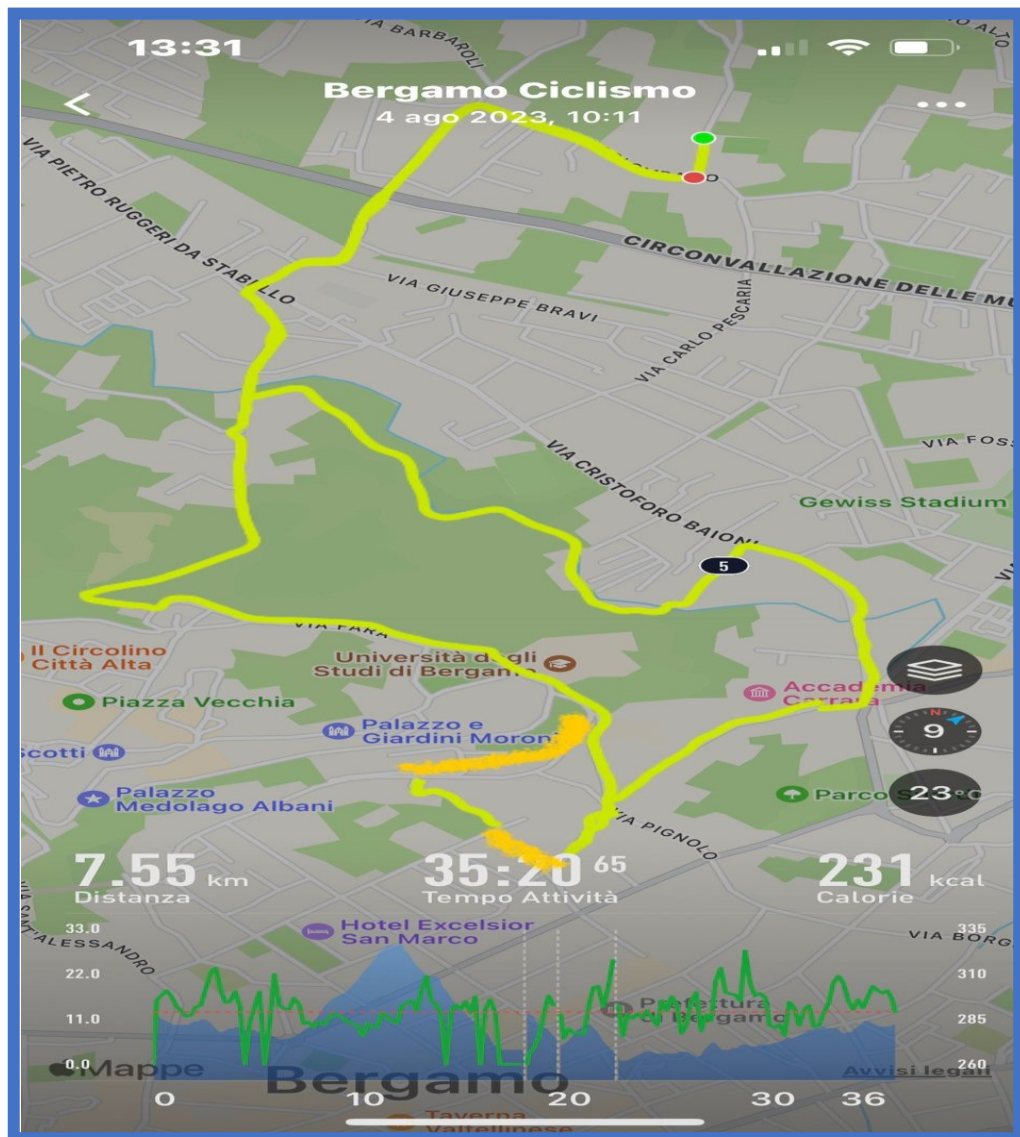 VIA BARBAROLI
13:31
Bergamo Ciclismo
4 ago 2023, 10:11
VIA PIETRO RUGGERI DA STABELLO
CIRCONVALLAZIONE DELLE MU
VIA GIUSEPPE BRAVI
VIA CARLO PESCARIA
VIA CRISTOFORO BAIONI
VIA FOSS
Gewiss Stadium
5
VIA FARA
Il Circolino
Città Alta
Università degli
Studi di Bergamo
Accademia
Carrara
Piazza Vecchia
N
9
Palazzo e
Giardini Moroni
Scotti
Palazzo
Medolago Albani
Parco
23°
VIA PIGNOLO
7.55 km
Distanza
35:20 65
Tempo Attività
231 kcal
Calorie
VIA SANT'ALESSANDRO
Hotel Excelsior
San Marco
VIA BORG
33.0
335
22.0
310
Prefettura
di Bergamo
11.0
285
0.0
260
Mappe
Avvisi legali
Bergamo
0 10 20 30 36
Taverna
Valtellinese